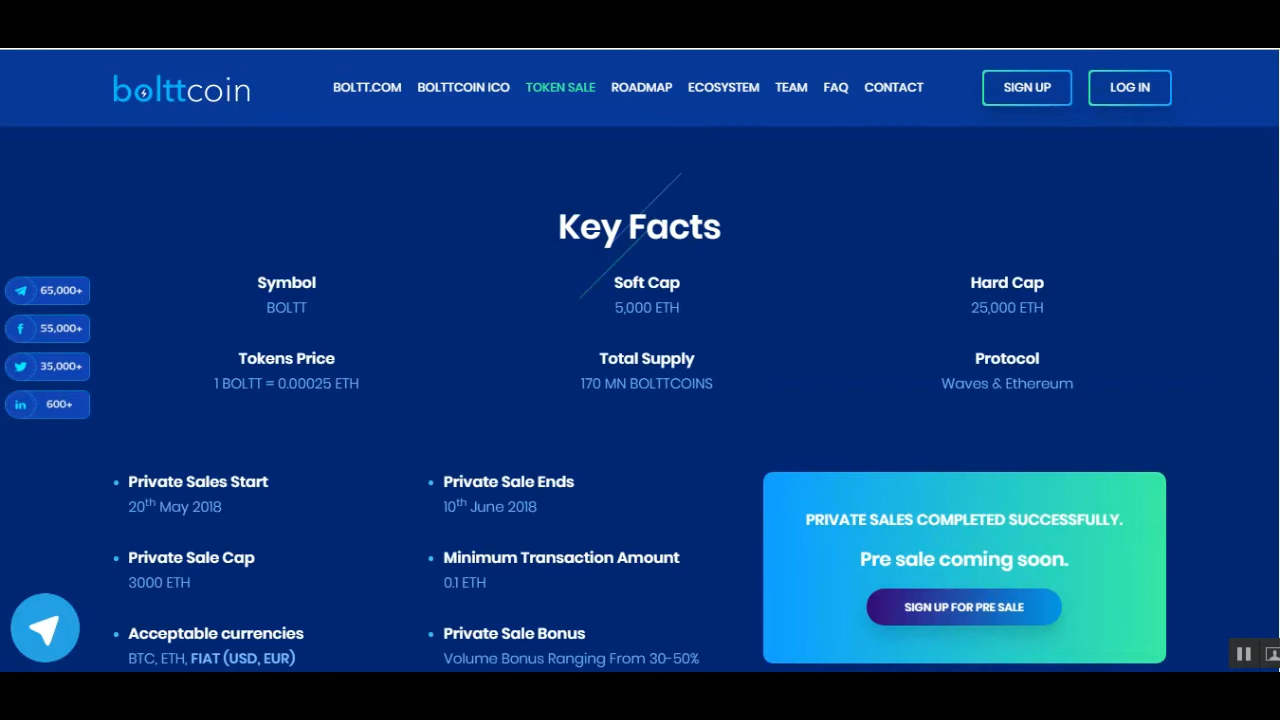 bolttcoin
BOLTT.COM BOLTTCOIN ICO TOKEN SALE ROADMAP ECOSYSTEM TEAM FAQ CONTACT SIGN UP LOG IN
Key Facts
Symbol Soft Cap Hard Cap
BOLTT 5,000 ETH 25,000 ETH
Tokens Price Total Supply Protocol
1 BOLTT = 0.00025 ETH 170 MN BOLTTCOINS Waves & Ethereum
65,000+
55,000+
35,000+
600+
Private Sales Start Private Sale Ends
20th May 2018 10th June 2018
Private Sale Cap Minimum Transaction Amount
3000 ETH 0.1 ETH
Acceptable currencies Private Sale Bonus
BTC, ETH, FIAT (USD, EUR) Volume Bonus Ranging From 30-50%
PRIVATE SALES COMPLETED SUCCESSFULLY.
Pre sale coming soon.
SIGN UP FOR PRE SALE